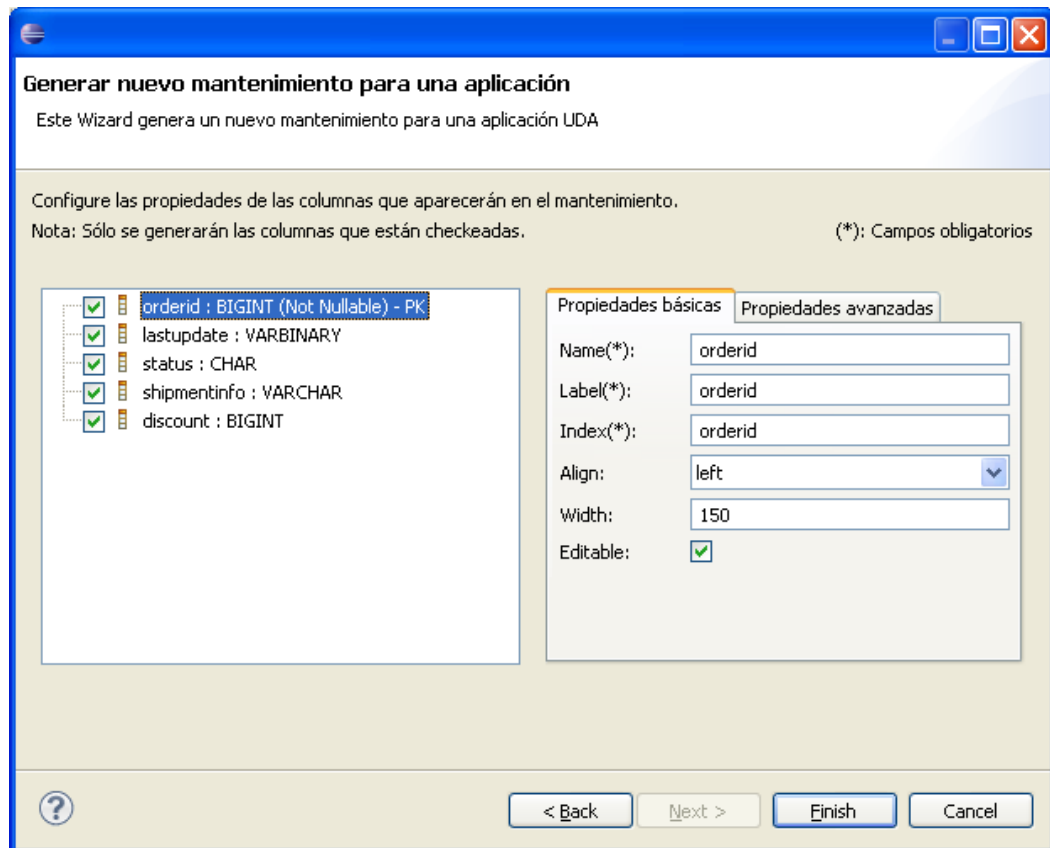 Generar nuevo mantenimiento para una aplicación
Este Wizard genera un nuevo mantenimiento para una aplicación UDA
Configure las propiedades de las columnas que aparecerán en el mantenimiento.
Nota: Sólo se generarán las columnas que están checkeadas.
(*): Campos obligatorios
orderid : BIGINT (Not Nullable) - PK
lastupdate : VARBINARY
status : CHAR
shipmentinfo : VARCHAR
discount : BIGINT
Propiedades básicas
Propiedades avanzadas
Name(*): orderid
Label(*): orderid
Index(*): orderid
Align: left
Width: 150
Editable:
< Back
Next >
Finish
Cancel